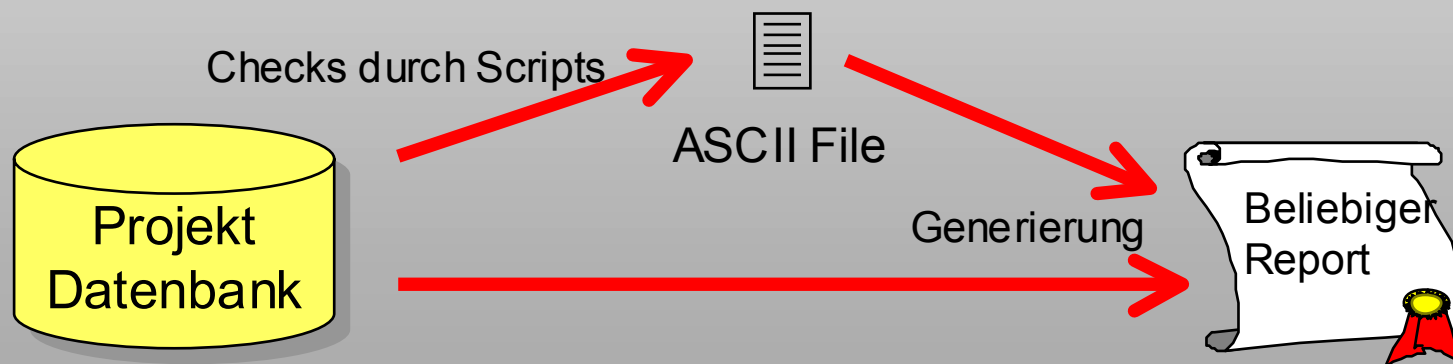 Checks durch Scripts
ASCII File
Projekt
Datenbank
Generierung
Beliebiger
Report